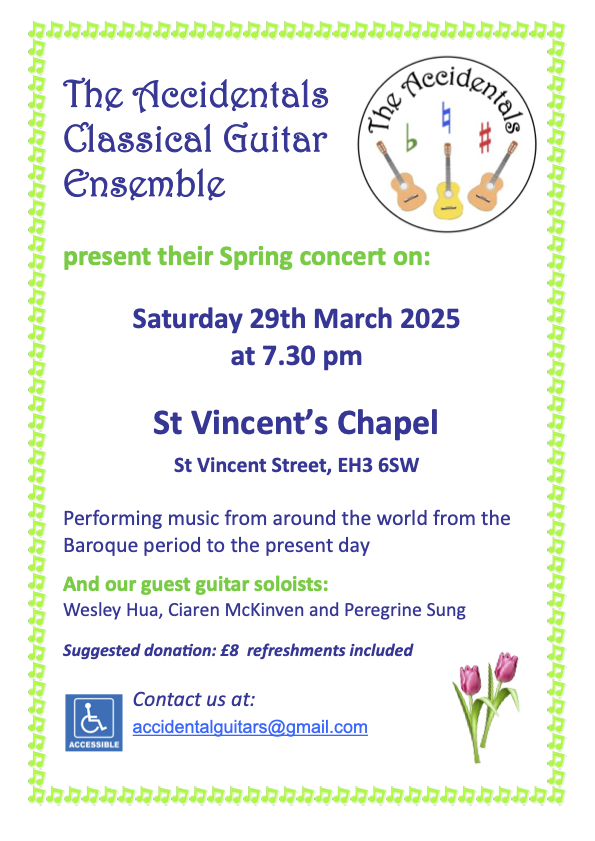 The Accidentals
Classical Guitar
Ensemble
The Accidentals
present their Spring concert on:
Saturday 29th March 2025
at 7.30 pm
St Vincent’s Chapel
St Vincent Street, EH3 6SW
Performing music from around the world from the
Baroque period to the present day
And our guest guitar soloists:
Wesley Hua, Ciaren McKinven and Peregrine Sung
Suggested donation: £8  refreshments included
Contact us at:
accidentalguitars@gmail.com
ACCESSIBLE